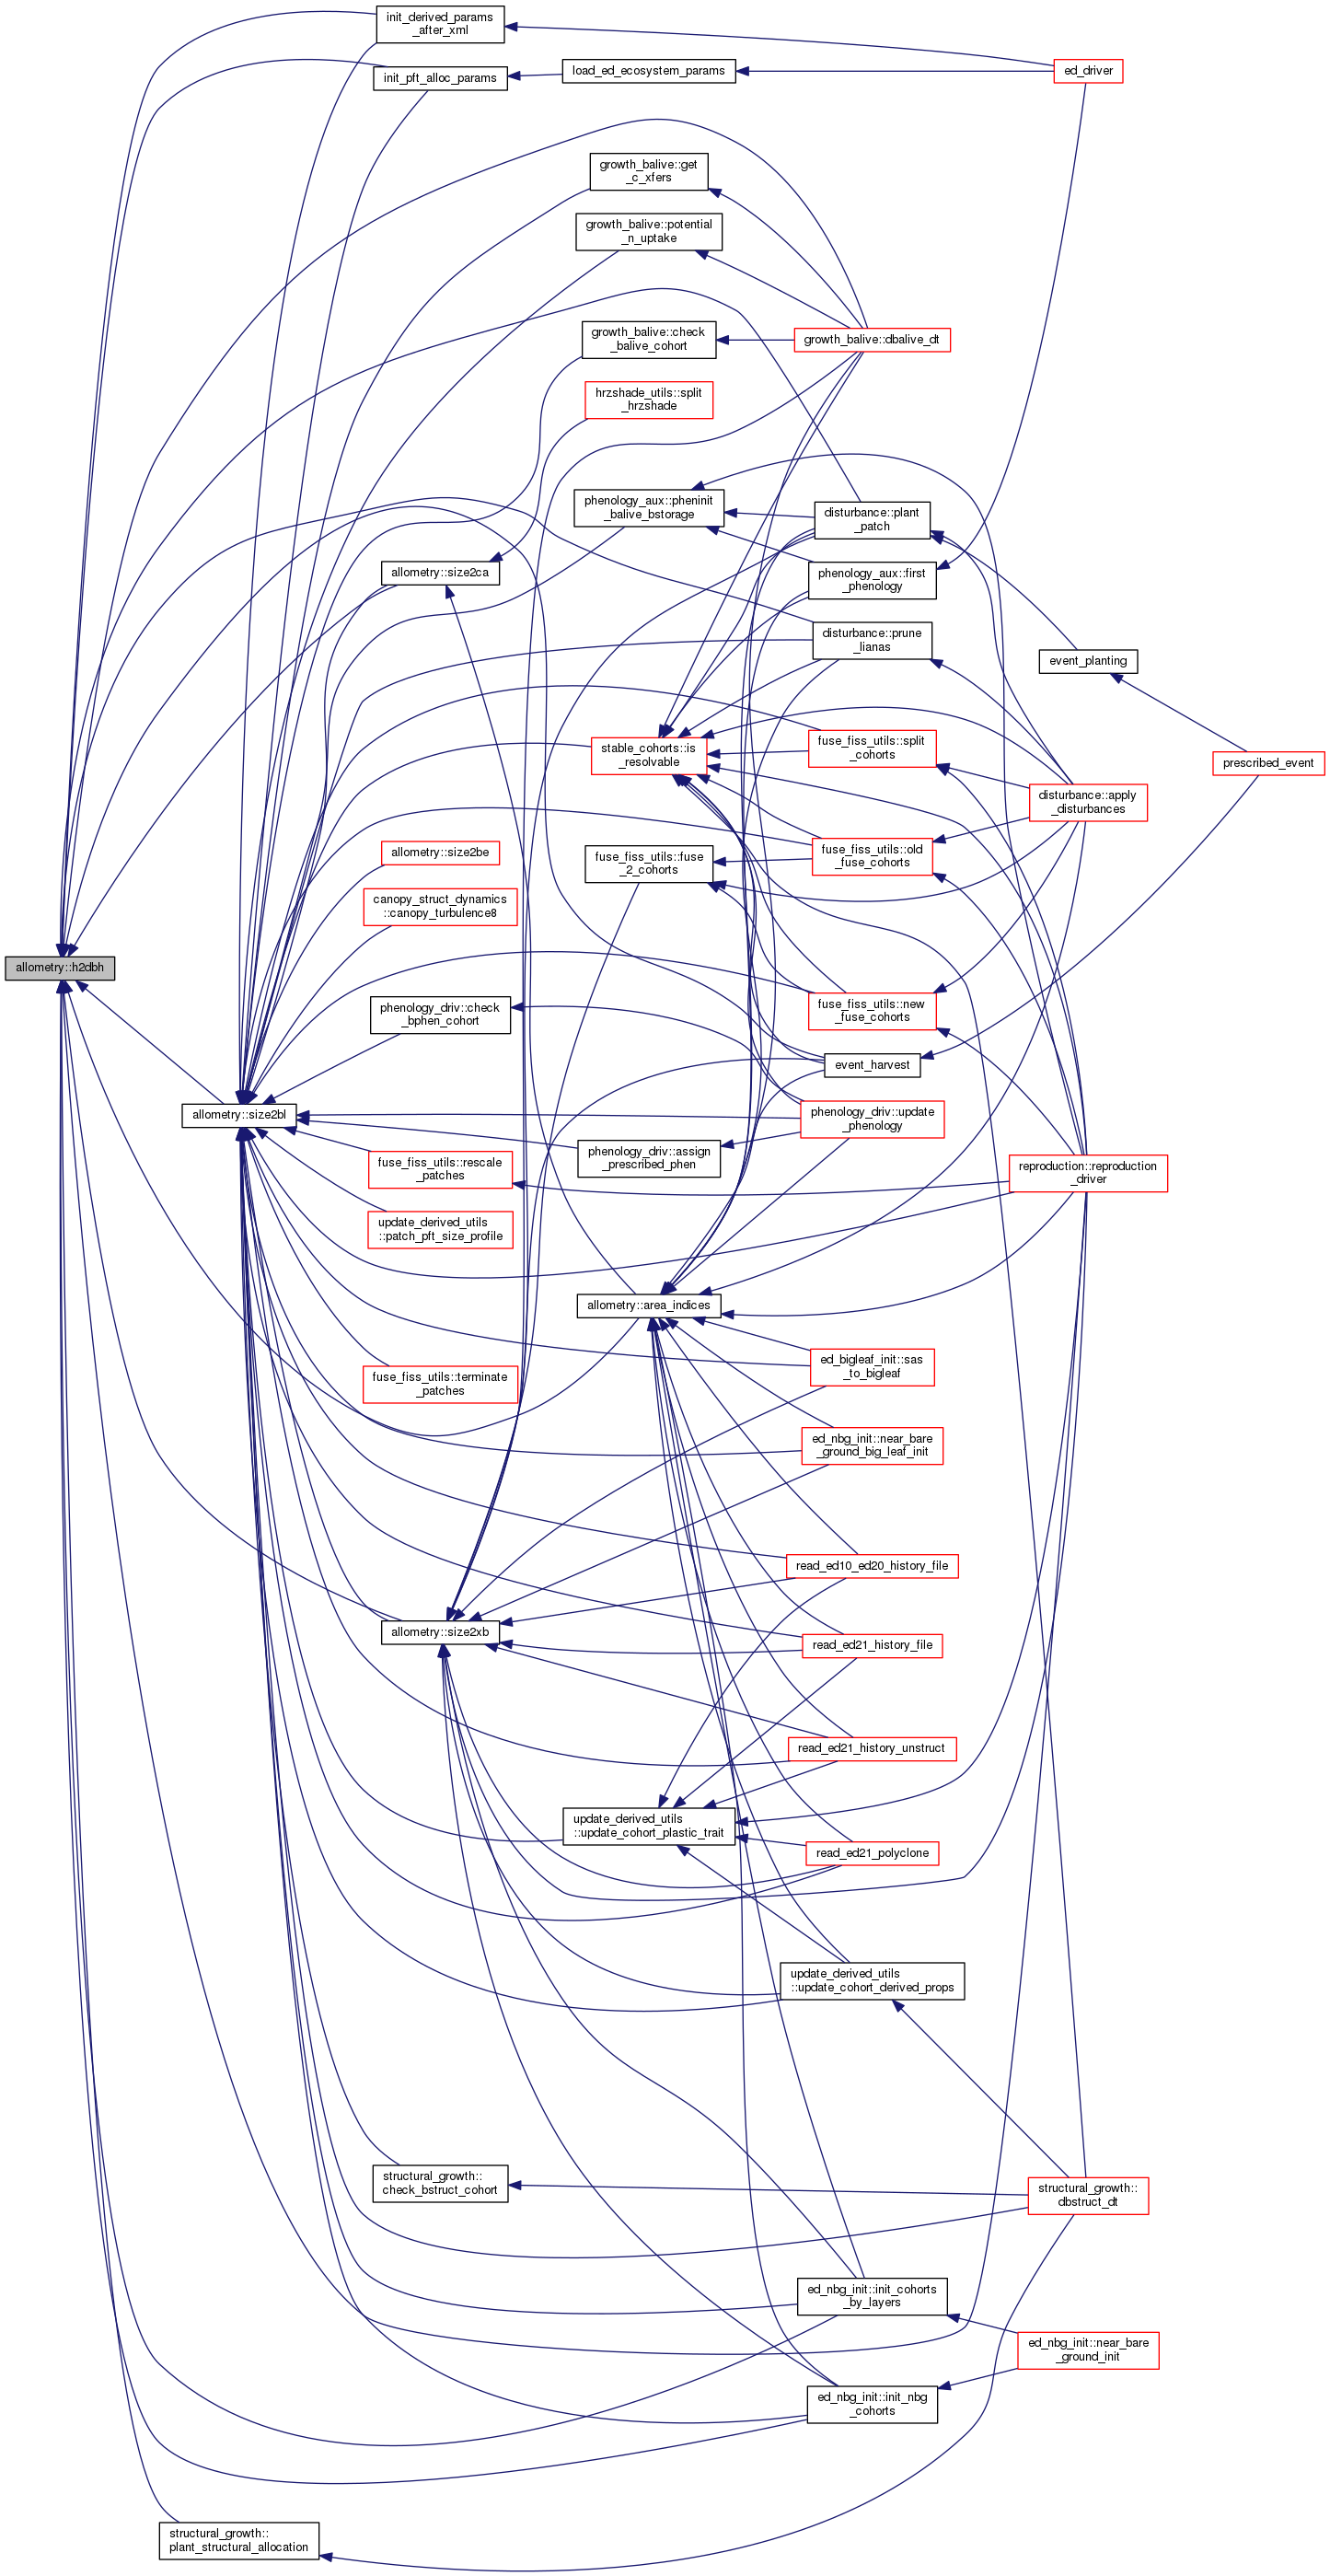 init_derived_params
_after_xml
init_pft_alloc_params
load_ed_ecosystem_params
ed_driver
growth_balive::get
_c_xfers
growth_balive::potential
_n_uptake
growth_balive::check
_balive_cohort
growth_balive::dbalive_dt
hrzshade_utils::split
_hrzshade
phenology_aux::pheninit
_balive_bstorage
disturbance::plant
_patch
allometry::size2ca
phenology_aux::first
_phenology
disturbance::prune
_lianas
event_planting
stable_cohorts::is
_resolvable
fuse_fiss_utils::split
_cohorts
prescribed_event
disturbance::apply
_disturbances
allometry::size2be
fuse_fiss_utils::fuse
_2_cohorts
fuse_fiss_utils::old
_fuse_cohorts
canopy_struct_dynamics
::canopy_turbulence8
allometry::h2dbh
phenology_driv::check
_bphen_cohort
fuse_fiss_utils::new
_fuse_cohorts
event_harvest
allometry::size2bl
phenology_driv::update
_phenology
phenology_driv::assign
_prescribed_phen
fuse_fiss_utils::rescale
_patches
reproduction::reproduction
_driver
update_derived_utils
::patch_pft_size_profile
allometry::area_indices
ed_bigleaf_init::sas
_to_bigleaf
fuse_fiss_utils::terminate
_patches
ed_nbg_init::near_bare
_ground_big_leaf_init
read_ed10_ed20_history_file
allometry::size2xb
read_ed21_history_file
read_ed21_history_unstruct
update_derived_utils
::update_cohort_plastic_trait
read_ed21_polyclone
update_derived_utils
::update_cohort_derived_props
structural_growth::
check_bstruct_cohort
structural_growth::
dbstruct_dt
ed_nbg_init::init_cohorts
_by_layers
ed_nbg_init::near_bare
_ground_init
ed_nbg_init::init_nbg
_cohorts
structural_growth::
plant_structural_allocation